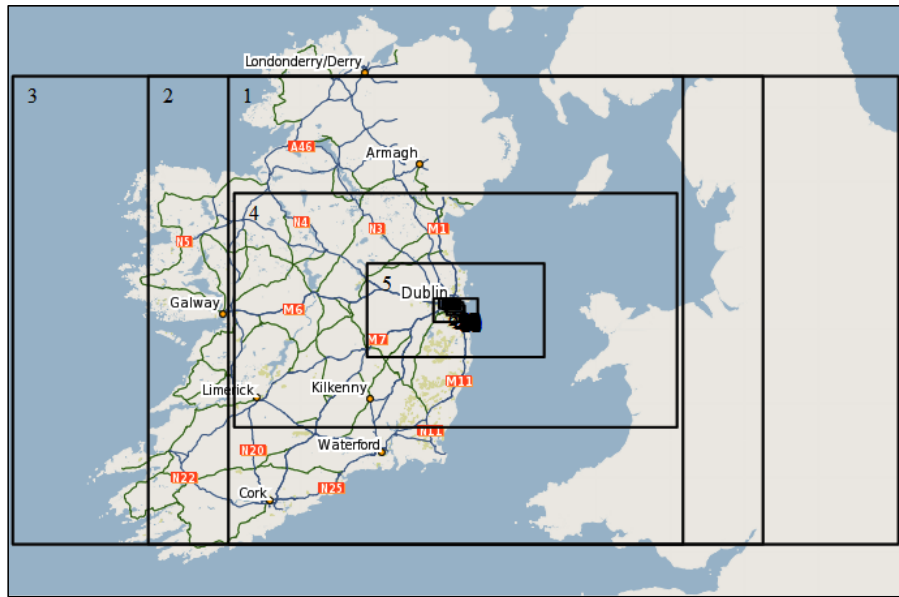 Londonderry/Derry
3
2
1
A46
Armagh
4
N4
N3
M1
N5
5
Dublin
Galway
M6
M7
Limerick
Kilkenny
M11
Waterford
N11
N20
N22
N25
Cork